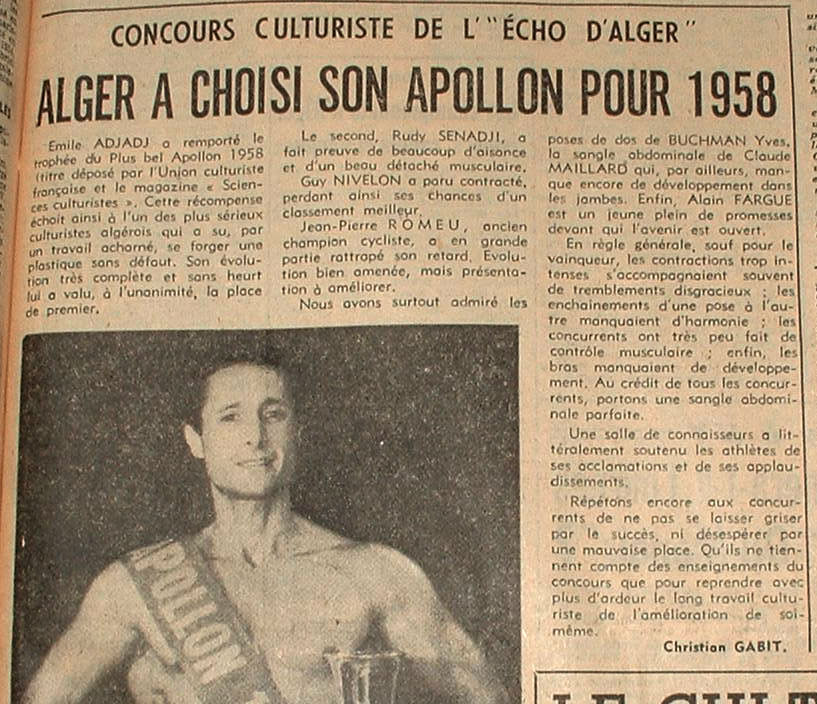 CONCOURS CULTURISTE DE L'"ÉCHO D'ALGER"
ALGER A CHOISI SON APOLLON POUR 1958
Emile ADJADJ a remporté le
trophée du Plus bel Apollon 1958
(titre déposé par l'Union culturiste
française et le magazine « Scien-
ces culturistes ». Cette récompense
échoit ainsi à l'un des plus sérieux
culturistes algérois qui a su, par
un travail acharné, se forger une
plastique sans défaut. Son évolu-
tion très complète et sans heurt
lui a valu, à l'unanimité, la place
de premier.
Le second, Rudy SENADJI, a
fait preuve de beaucoup d'aisance
et d'un beau détaché musculaire.
Guy NIVELON a paru contracté,
perdant ainsi ses chances d'un
classement meilleur.
Jean-Pierre ROMEU, ancien
champion cycliste, a en grande
partie rattrapé son retard. Evolu-
tion bien amenée, mais présenta-
tion à améliorer.
Nous avons surtout admiré les
poses de dos de BUCHMAN Yves,
la sangle abdominale de Claude
MAILLARD qui, par ailleurs, man-
que encore de développement dans
les jambes. Enfin, Alain FARGUE
est un jeune plein de promesses
devant qui l'avenir est ouvert.
En règle générale, sauf pour le
vainqueur, les contractions trop in-
tenses s'accompagnaient souvent
de tremblements disgracieux ; les
enchaînements d'une pose à l'au-
tre manquaient d'harmonie ; les
concurrents ont très peu fait de
contrôle musculaire ; enfin, les
bras manquaient de développe-
ment. Au crédit de tous les concur-
rents, portons une sangle abdomi-
nale parfaite.
Une salle de connaisseurs a lit-
téralement soutenu les athlètes de
ses acclamations et de ses applau-
dissements.
Répétons encore aux concur-
rents de ne pas se laisser griser
par le succès, ni désespérer par
une mauvaise place. Qu'ils ne tien-
nent compte des enseignements du
concours que pour reprendre avec
plus d'ardeur le long travail cultu-
riste de l'amélioration de soi-
même.
Christian GABIT.
APOLLON